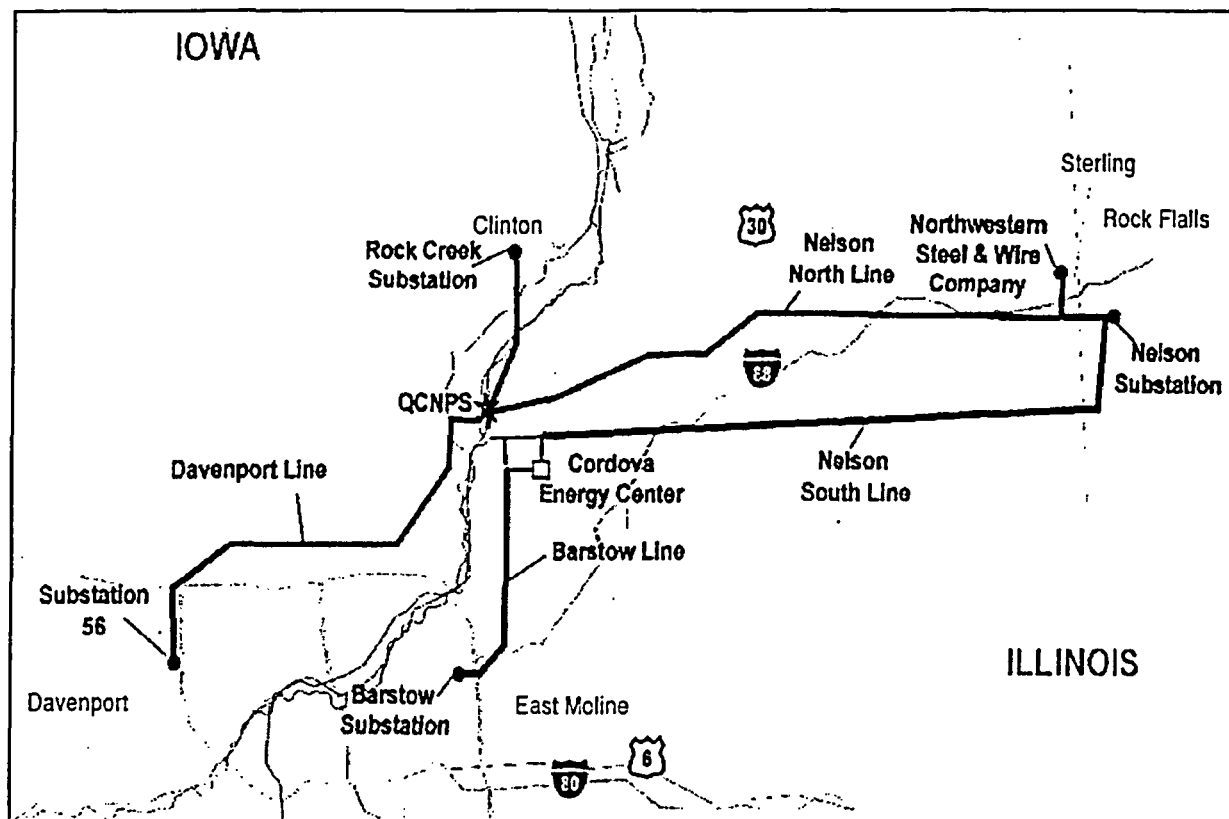 IOWA
Sterling
Rock Flalls
Clinton
Rock Creek
Substation
30
Nelson
North Line
Northwestern
Steel & Wire
Company
88
Nelson
Substation
QCNPS
Davenport Line
Cordova
Energy Center
Nelson
South Line
Barstow Line
Substation
56
ILLINOIS
Davenport
Barstow
Substation
East Moline
6
80